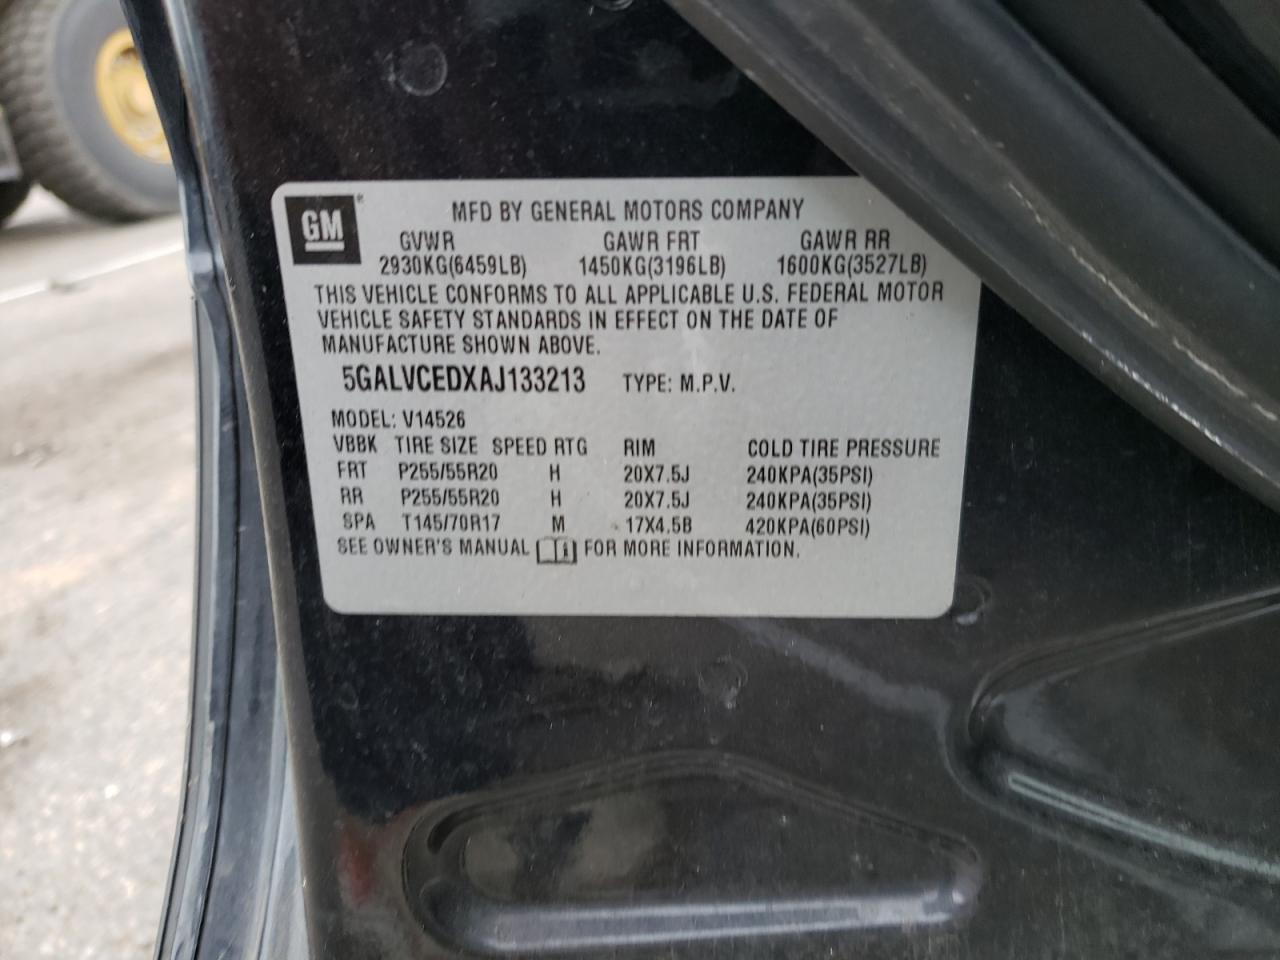 GM
MFD BY GENERAL MOTORS COMPANY
GVWR GAWR FRT GAWR RR
2930KG(6459LB) 1450KG(3196LB) 1600KG(3527LB)
THIS VEHICLE CONFORMS TO ALL APPLICABLE U.S. FEDERAL MOTOR
VEHICLE SAFETY STANDARDS IN EFFECT ON THE DATE OF
MANUFACTURE SHOWN ABOVE.
5GALVCEDXAJ133213 TYPE: M.P.V.
MODEL: V14526
VBBK TIRE SIZE SPEED RTG RIM COLD TIRE PRESSURE
FRT P255/55R20 H 20X7.5J 240KPA(35PSI)
RR P255/55R20 H 20X7.5J 240KPA(35PSI)
SPA T145/70R17 M 17X4.5B 420KPA(60PSI)
SEE OWNER'S MANUAL FOR MORE INFORMATION.